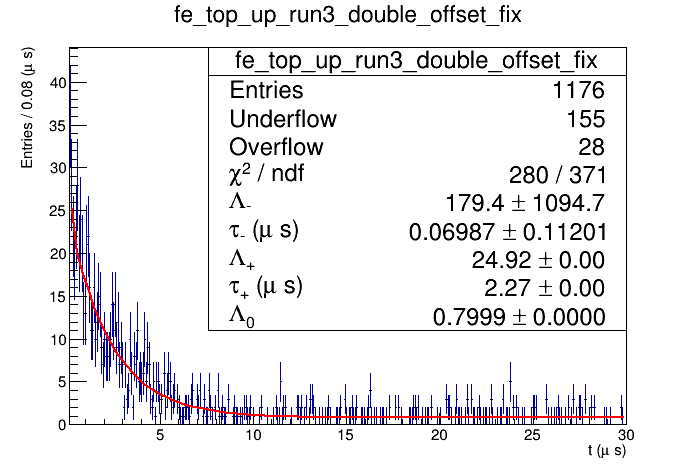 fe_top_up_run3_double_offset_fix
Entries / 0.08 (μ s)
fe_top_up_run3_double_offset_fix
Entries 1176
Underflow 155
Overflow 28
χ² / ndf 280 / 371
Λ₋ 179.4 ± 1094.7
τ₋ (μ s) 0.06987 ± 0.11201
Λ₊ 24.92 ± 0.00
τ₊ (μ s) 2.27 ± 0.00
Λ₀ 0.7999 ± 0.0000
40
35
30
25
20
15
10
5
0
5 10 15 20 25 30
t (μ s)